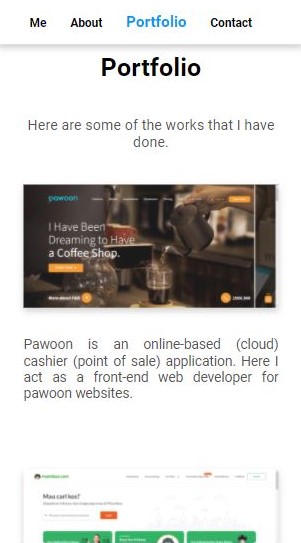 Me About Portfolio Contact
Portfolio
Here are some of the works that I have
done.
pawoon
I Have Been
Dreaming to Have
a Coffee Shop.
Pawoon is an online-based (cloud)
cashier (point of sale) application. Here I
act as a front-end web developer for
pawoon websites.
Mau cari kos?